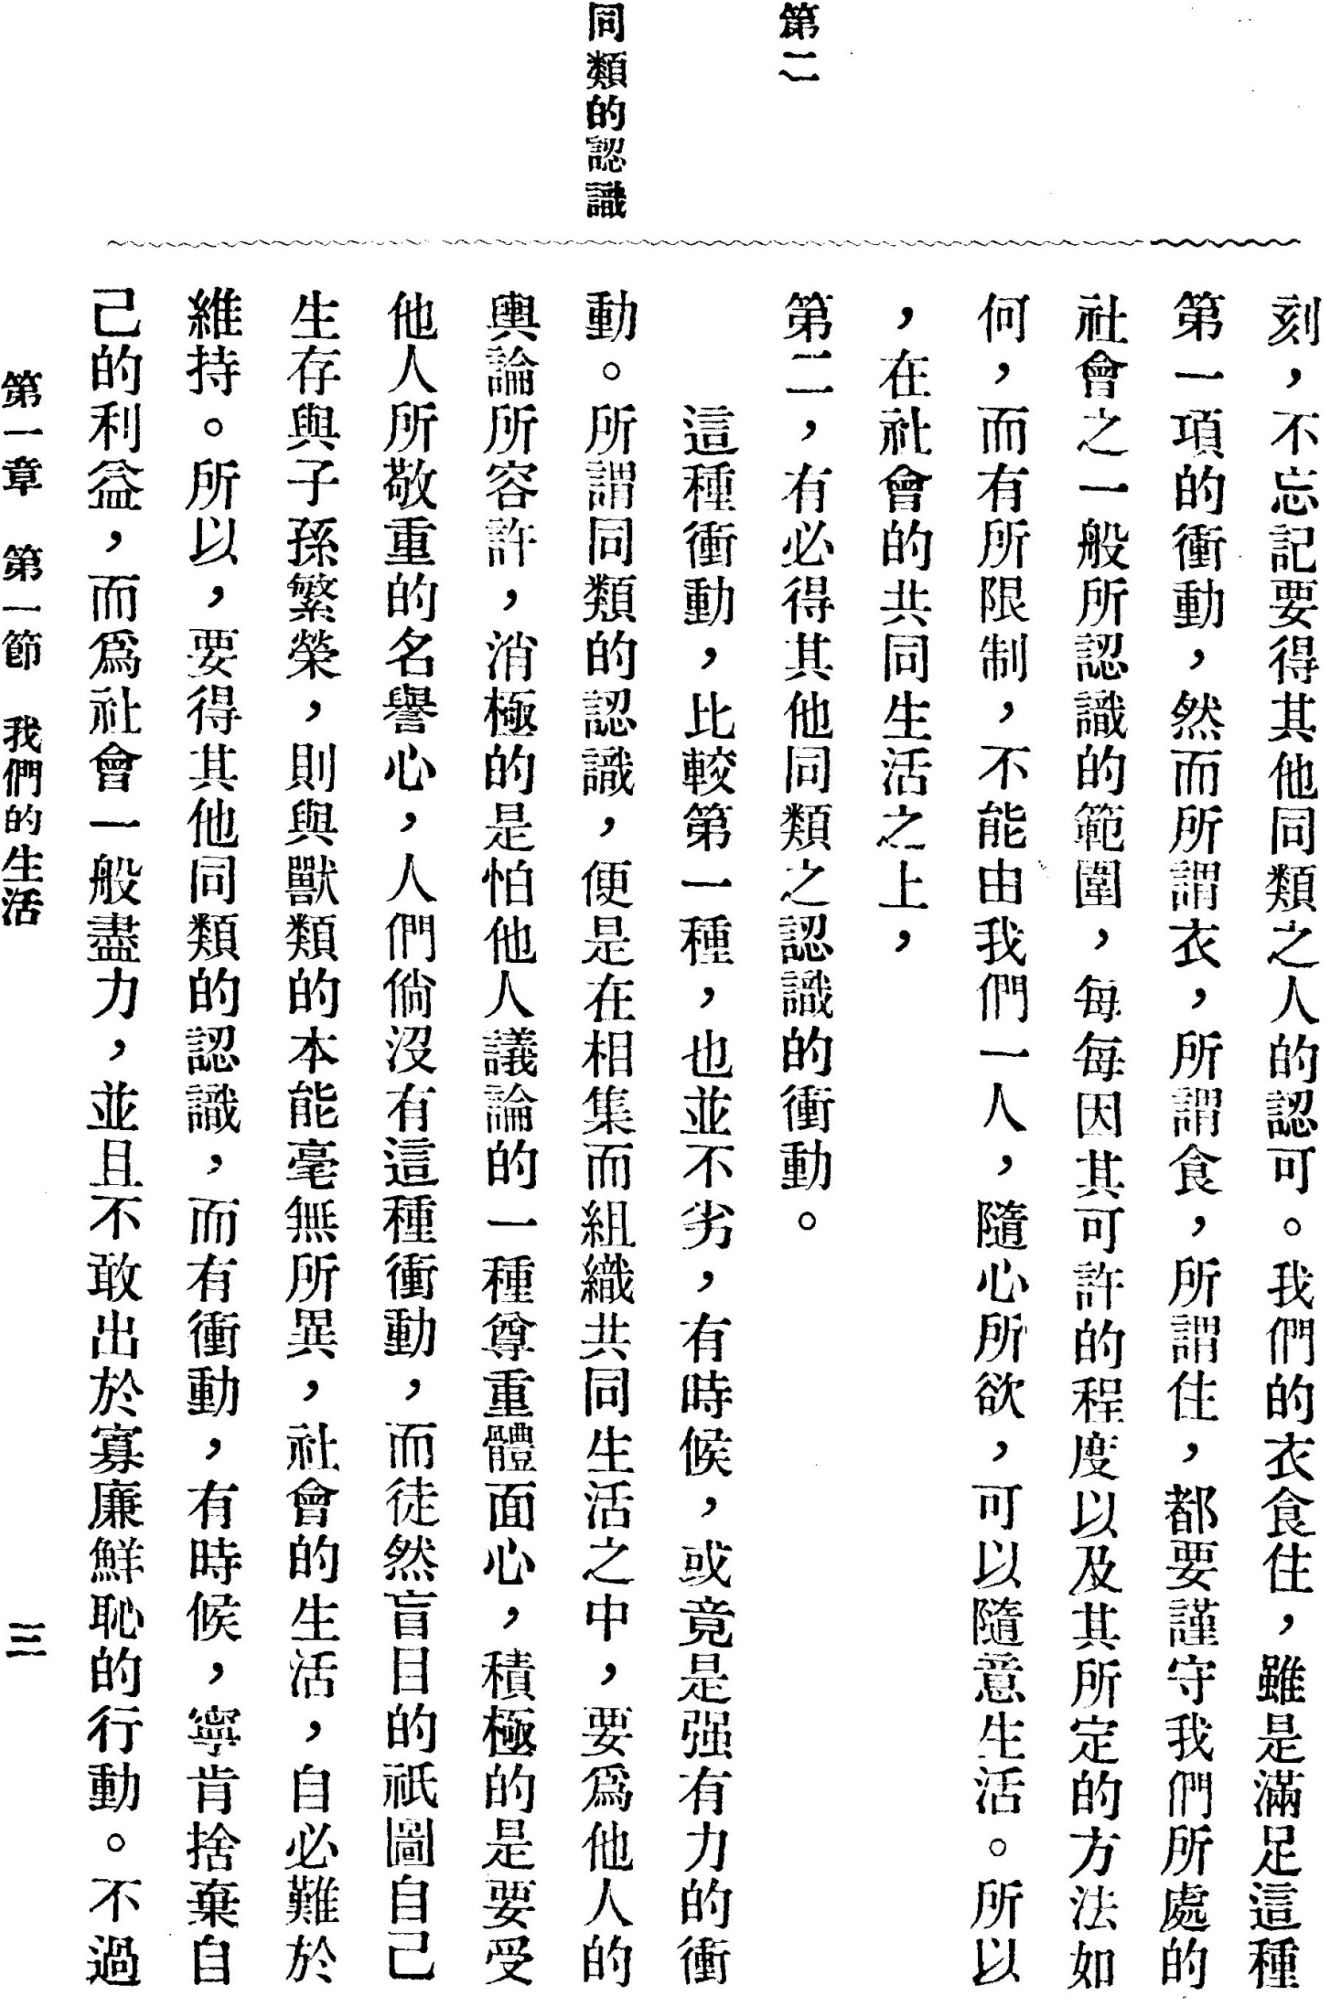 第二
同類的認識
刻，不忘記要得其他同類之人的認可。我們的衣食住，雖是滿足這種
第一項的衝動，然而所謂衣，所謂食，所謂住，都要謹守我們所處的
社會之一般所認識的範圍，每每因其可許的程度以及其所定的方法如
何，而有所限制，不能由我們一人，隨心所欲，可以隨意生活。所以
，在社會的共同生活之上，
第二，有必得其他同類之認識的衝動。
這種衝動，比較第一種，也並不劣，有時候，或竟是强有力的衝
動。所謂同類的認識，便是在相集而組織共同生活之中，要爲他人的
輿論所容許，消極的是怕他人議論的一種尊重體面心，積極的是要受
他人所敬重的名譽心，人們倘沒有這種衝動，而徒然盲目的祇圖自己
生存與子孫繁榮，則與獸類的本能毫無所異，社會的生活，自必難於
維持。所以，要得其他同類的認識，而有衝動，有時候，寧肯捨棄自
己的利益，而爲社會一般盡力，並且不敢出於寡廉鮮恥的行動。不過
第一章　第一節　我們的生活
三